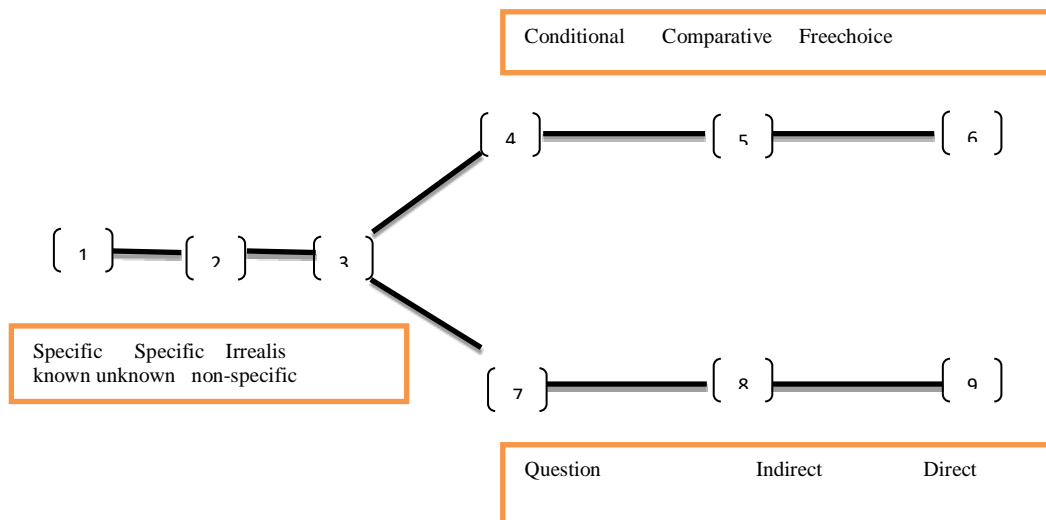 Conditional Comparative Freechoice
4 5 6
1 2 3
Specific Specific Irrealis
known unknown non-specific
7 8 9
Question Indirect Direct